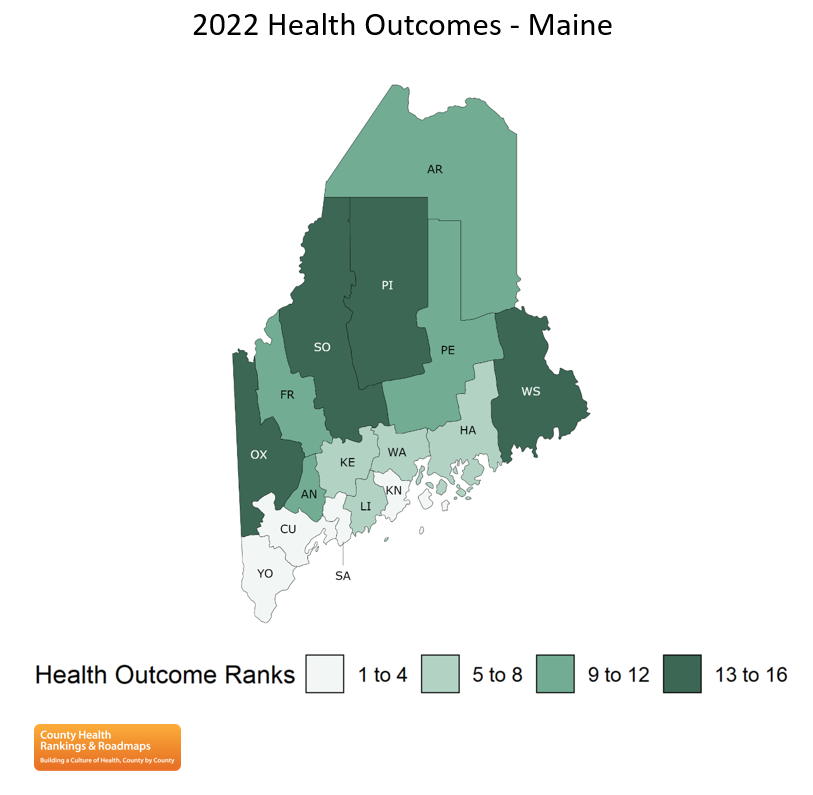 2022 Health Outcomes - Maine
AR
PI
SO
PE
FR
WS
HA
OX
WA
KE
KN
AN
LI
CU
YO
SA
Health Outcome Ranks 1 to 4 5 to 8 9 to 12 13 to 16
County Health
Rankings & Roadmaps
Building a Culture of Health, County by County